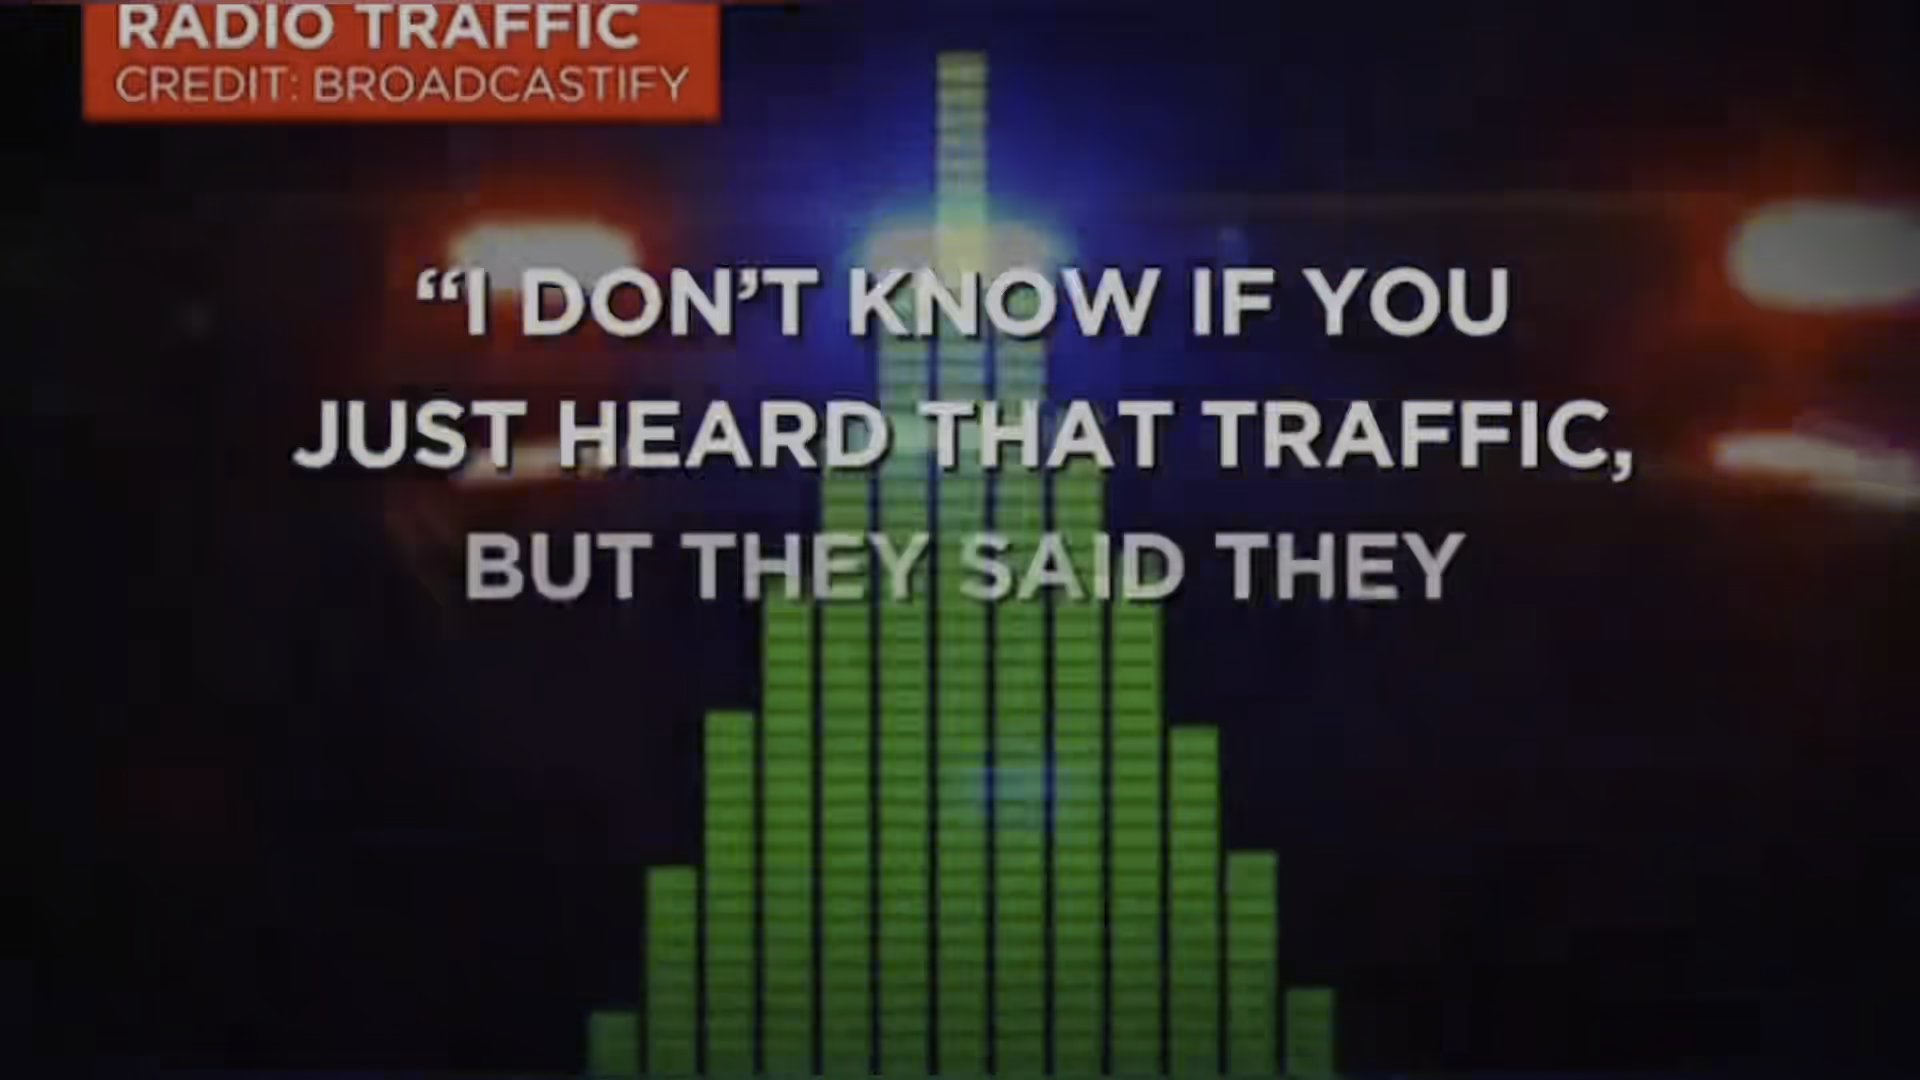 RADIO TRAFFIC
CREDIT: BROADCASTIFY
“I DON’T KNOW IF YOU
JUST HEARD THAT TRAFFIC,
BUT THEY SAID THEY